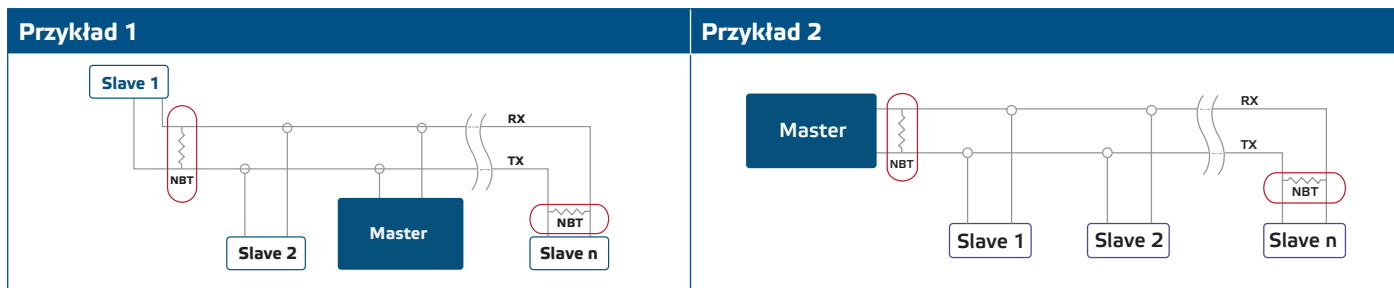 Przykład 1
Slave 1
RX
TX
NBT
NBT
Slave 2
Master
Slave n
Przykład 2
Master
RX
TX
NBT
NBT
Slave 1
Slave 2
Slave n